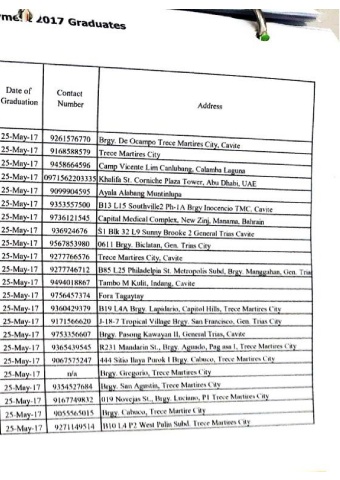 2017 Graduates
Date of Graduation Contact Number Address
25-May-17 9261576770 Brgy. De Ocampo Trece Martires City, Cavite
25-May-17 9168588579 Trece Martires City
25-May-17 9458664596 Camp Vicente Lim Canlubang, Calamba Laguna
25-May-17 0971562203335 Khalifa St. Corniche Plaza Tower, Abu Dhabi, UAE
25-May-17 9099904595 Ayala Alabang Muntinlupa
25-May-17 9353557500 B13 L15 Southville2 Ph-1A Brgy Inocencio TMC. Cavite
25-May-17 9736121545 Capital Medical Complex, New Zinj, Manama, Bahrain
25-May-17 936924676 S1 Blk 32 L9 Sunny Brooke 2 General Trias Cavite
25-May-17 9567853980 0611 Brgy. Biclatan, Gen. Trias City
25-May-17 9277766576 Trece Martires City, Cavite
25-May-17 9277746712 B85 L25 Philadelpia St. Metropolis Subd, Brgy. Manggahan, Gen. Trias
25-May-17 9494018867 Tambo M Kulit, Indang, Cavite
25-May-17 9756457374 Fora Tagaytay
25-May-17 9360429379 B19 L4A Brgy. Lapidario, Capitol Hills, Trece Martires City
25-May-17 9171566620 J-18-7 Tropical Village Brgy. San Francisco, Gen. Trias City
25-May-17 9753356607 Brgy. Pasong Kawayan II, General Trias, Cavite
25-May-17 9365439545 R231 Mandarin St., Brgy. Aguado, Pag asa 1, Trece Martires City
25-May-17 9067575247 444 Sitio Ilaya Purok 1 Brgy. Cabuco, Trece Martires City
25-May-17 n/a Brgy. Gregorio, Trece Martires City
25-May-17 9354527684 Brgy. San Agustin, Trece Martires City
25-May-17 9167749832 019 Novejas St., Brgy. Luciano, P1 Trece Martires City
25-May-17 9055565015 Brgy. Cabuco, Trece Martire City
25-May-17 9271149514 B10 L4 P2 West Palin Subd. Trece Martires City